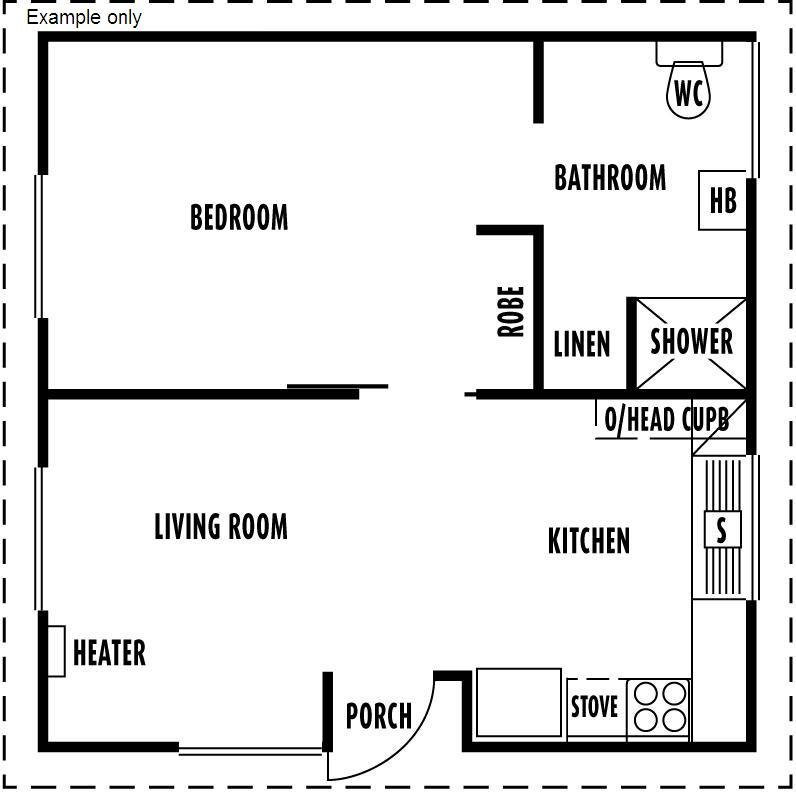 Example only
WC
BATHROOM
HB
BEDROOM
ROBE
LINEN
SHOWER
O/HEAD CUPB
LIVING ROOM
KITCHEN
S
HEATER
PORCH
STOVE